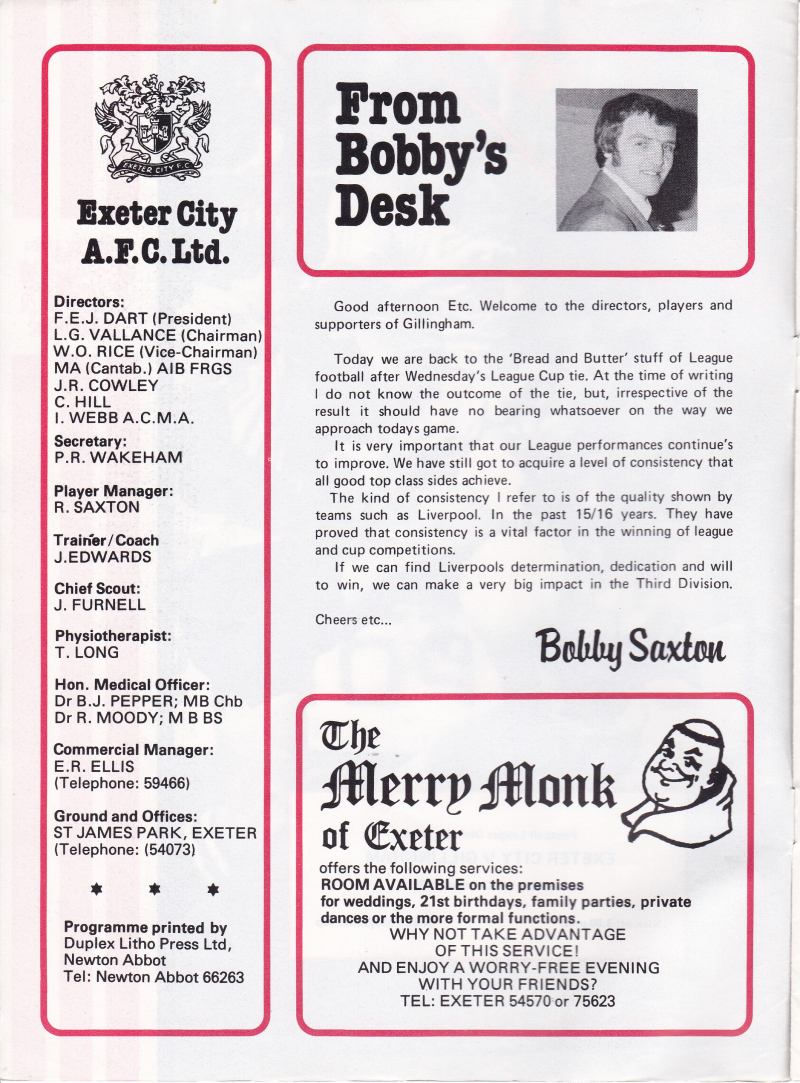 EXETER CITY F.C.
Exeter City
A.F.C. Ltd.
Directors:
F.E.J. DART (President)
L.G. VALLANCE (Chairman)
W.O. RICE (Vice-Chairman)
MA (Cantab.) AIB FRGS
J.R. COWLEY
C. HILL
I. WEBB A.C.M.A.
Secretary:
P.R. WAKEHAM
Player Manager:
R. SAXTON
Trainer/Coach
J.EDWARDS
Chief Scout:
J. FURNELL
Physiotherapist:
T. LONG
Hon. Medical Officer:
Dr B.J. PEPPER; MB Chb
Dr R. MOODY; M B BS
Commercial Manager:
E.R. ELLIS
(Telephone: 59466)
Ground and Offices:
ST JAMES PARK, EXETER
(Telephone: (54073)
Programme printed by
Duplex Litho Press Ltd,
Newton Abbot
Tel: Newton Abbot 66263
From
Bobby's
Desk
Good afternoon Etc. Welcome to the directors, players and
supporters of Gillingham.
Today we are back to the 'Bread and Butter' stuff of League
football after Wednesday's League Cup tie. At the time of writing
I do not know the outcome of the tie, but, irrespective of the
result it should have no bearing whatsoever on the way we
approach todays game.
It is very important that our League performances continue's
to improve. We have still got to acquire a level of consistency that
all good top class sides achieve.
The kind of consistency I refer to is of the quality shown by
teams such as Liverpool. In the past 15/16 years. They have
proved that consistency is a vital factor in the winning of league
and cup competitions.
If we can find Liverpools determination, dedication and will
to win, we can make a very big impact in the Third Division.
Cheers etc...
Bobby Saxton
The
Merry Monk
of Exeter
offers the following services:
ROOM AVAILABLE on the premises
for weddings, 21st birthdays, family parties, private
dances or the more formal functions.
WHY NOT TAKE ADVANTAGE
OF THIS SERVICE!
AND ENJOY A WORRY-FREE EVENING
WITH YOUR FRIENDS?
TEL: EXETER 54570 or 75623